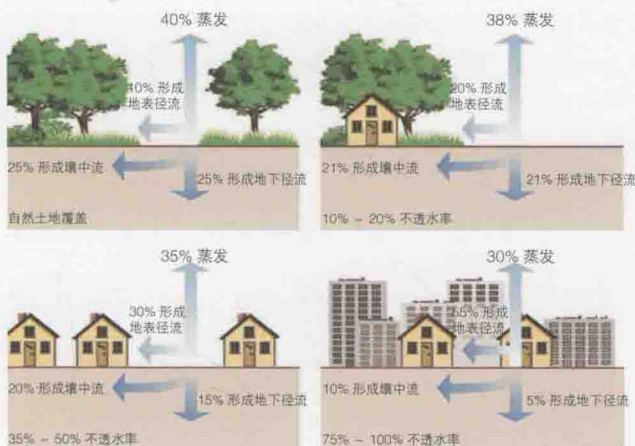 40% 蒸发
10% 形成
地表径流
25% 形成壤中流
25% 形成地下径流
自然土地覆盖
38% 蒸发
20% 形成
地表径流
21% 形成壤中流
21% 形成地下径流
10% ~ 20% 不透水率
35% 蒸发
30% 形成
地表径流
20% 形成壤中流
15% 形成地下径流
35% ~ 50% 不透水率
30% 蒸发
55% 形成
地表径流
10% 形成壤中流
5% 形成地下径流
75% ~ 100% 不透水率